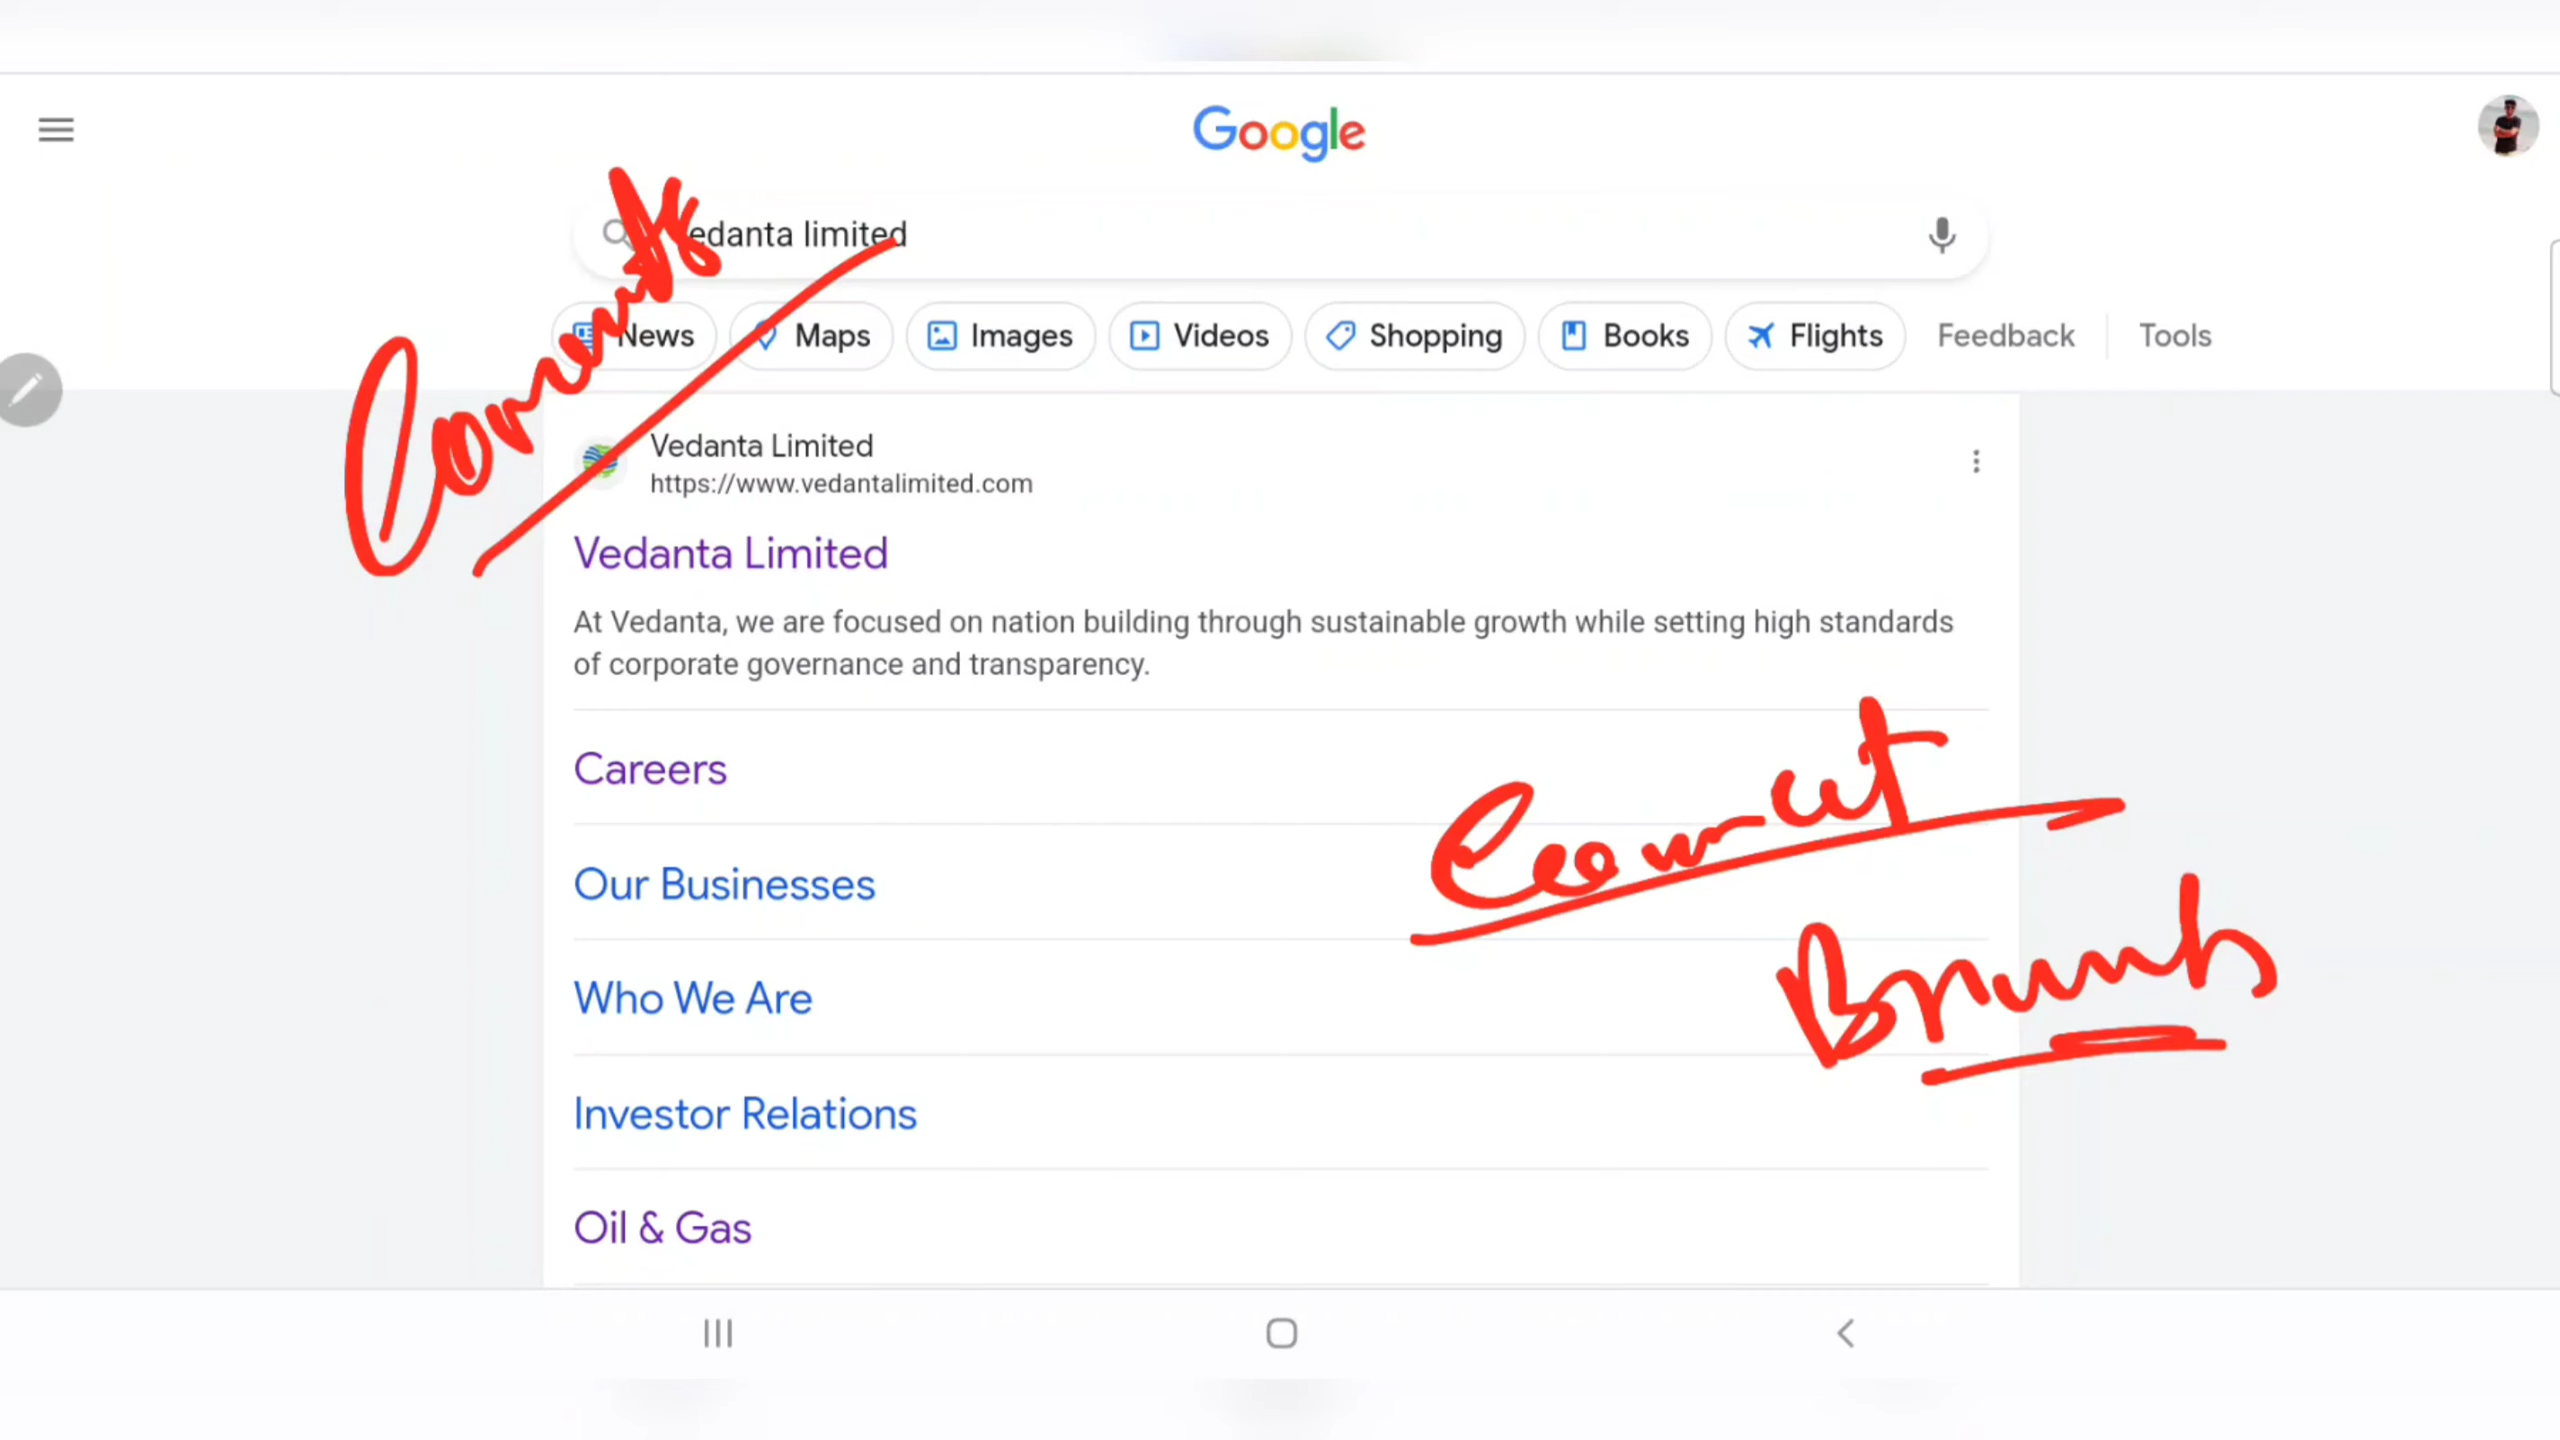 Google
edanta limited
News Maps Images Videos Shopping Books Flights Feedback Tools
Vedanta Limited
https://www.vedantalimited.com
Vedanta Limited
At Vedanta, we are focused on nation building through sustainable growth while setting high standards
of corporate governance and transparency.
Careers
Our Businesses
Who We Are
Investor Relations
Oil & Gas